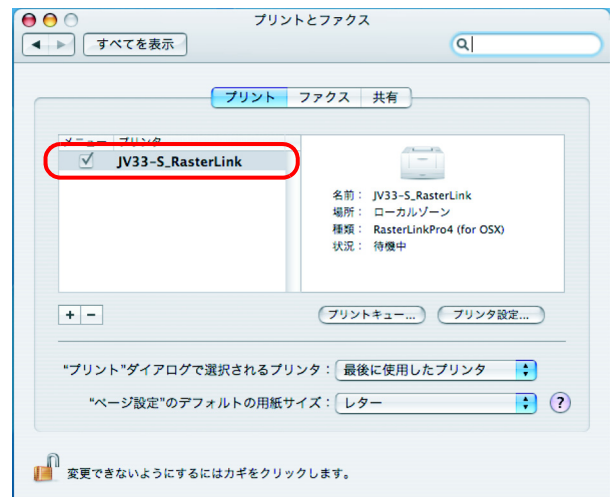 プリントとファクス
すべてを表示
プリント ファクス 共有
メニュー プリンタ
JV33-S_RasterLink
名前： JV33-S_RasterLink
場所： ローカルゾーン
種類： RasterLinkPro4 (for OSX)
状況： 待機中
+ −
プリントキュー... プリンタ設定...
"プリント"ダイアログで選択されるプリンタ： 最後に使用したプリンタ
"ページ設定"のデフォルトの用紙サイズ： レター ?
変更できないようにするにはカギをクリックします。